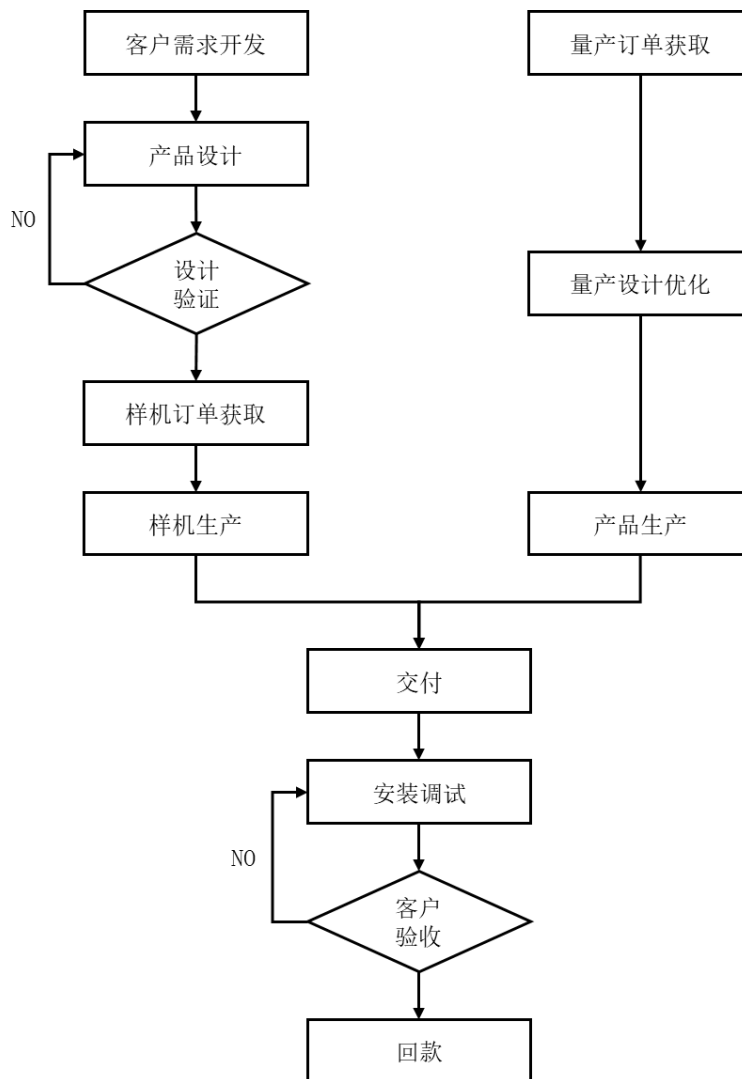 客户需求开发
量产订单获取
产品设计
NO
设计
验证
量产设计优化
样机订单获取
样机生产
产品生产
交付
安装调试
NO
客户
验收
回款